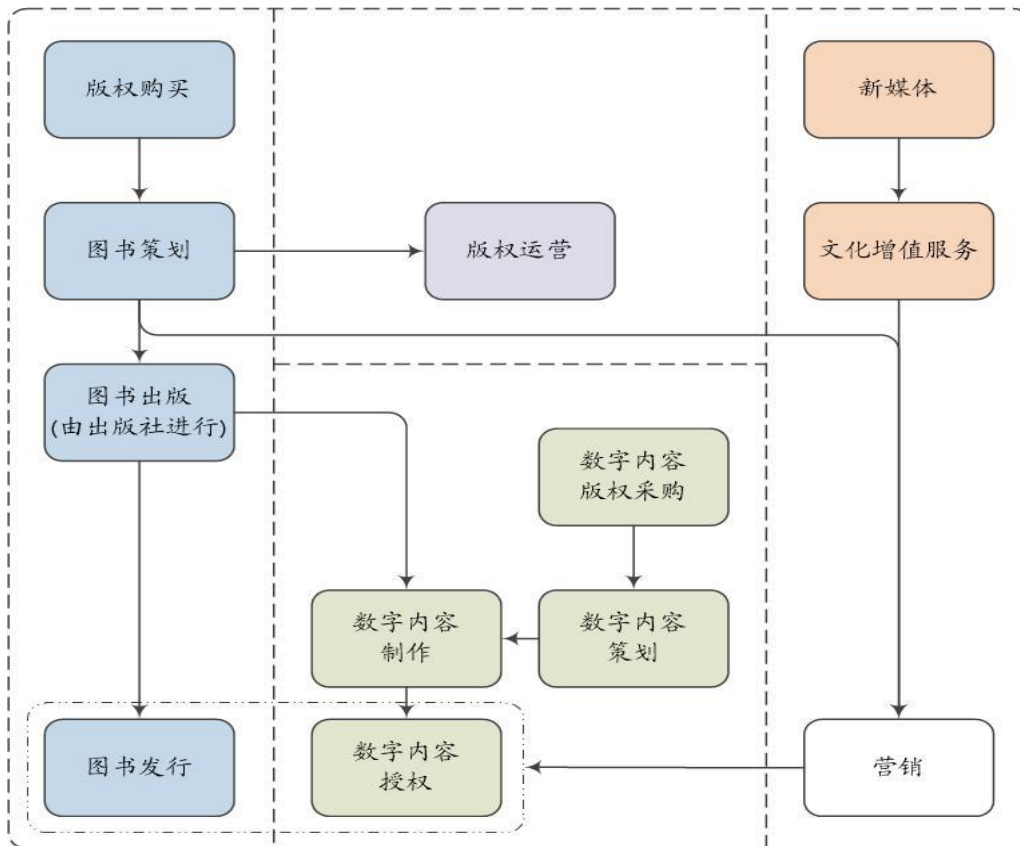 版权购买
新媒体
图书策划
版权运营
文化增值服务
图书出版
(由出版社进行)
数字内容
版权采购
数字内容
制作
数字内容
策划
图书发行
数字内容
授权
营销